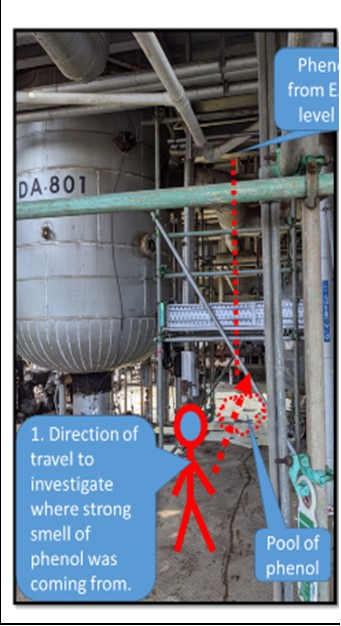 from
level
DA-801
1. Direction of
travel to
investigate
where strong
smell of
phenol was
coming from.
Pool of
phenol